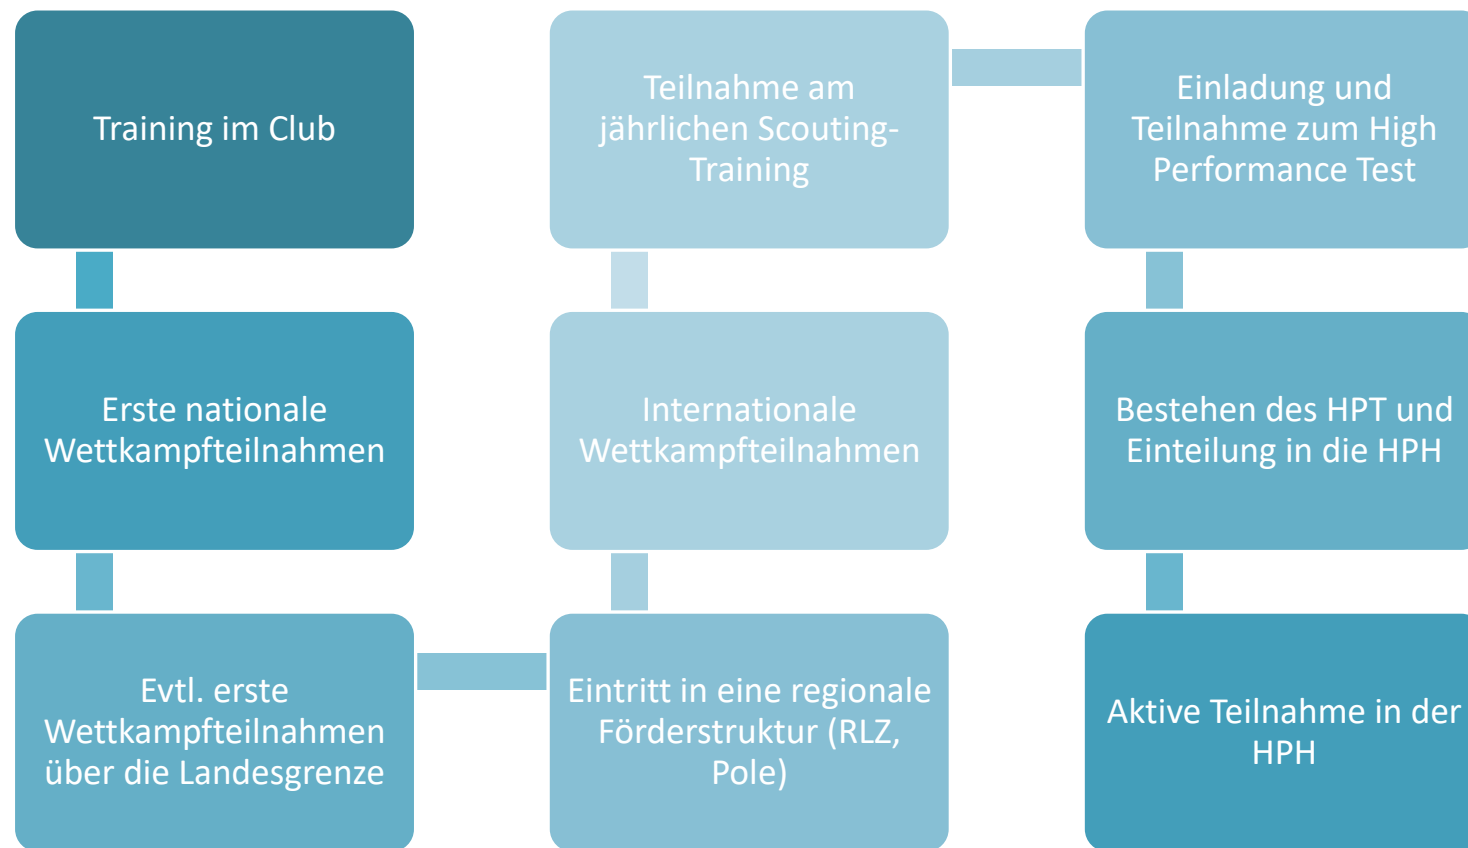 Training im Club
Erste nationale
Wettkampfteilnahmen
Evtl. erste
Wettkampfteilnahmen
über die Landesgrenze
Eintritt in eine regionale
Förderstruktur (RLZ,
Pole)
Internationale
Wettkampfteilnahmen
Teilnahme am
jährlichen Scouting-
Training
Einladung und
Teilnahme zum High
Performance Test
Bestehen des HPT und
Einteilung in die HPH
Aktive Teilnahme in der
HPH